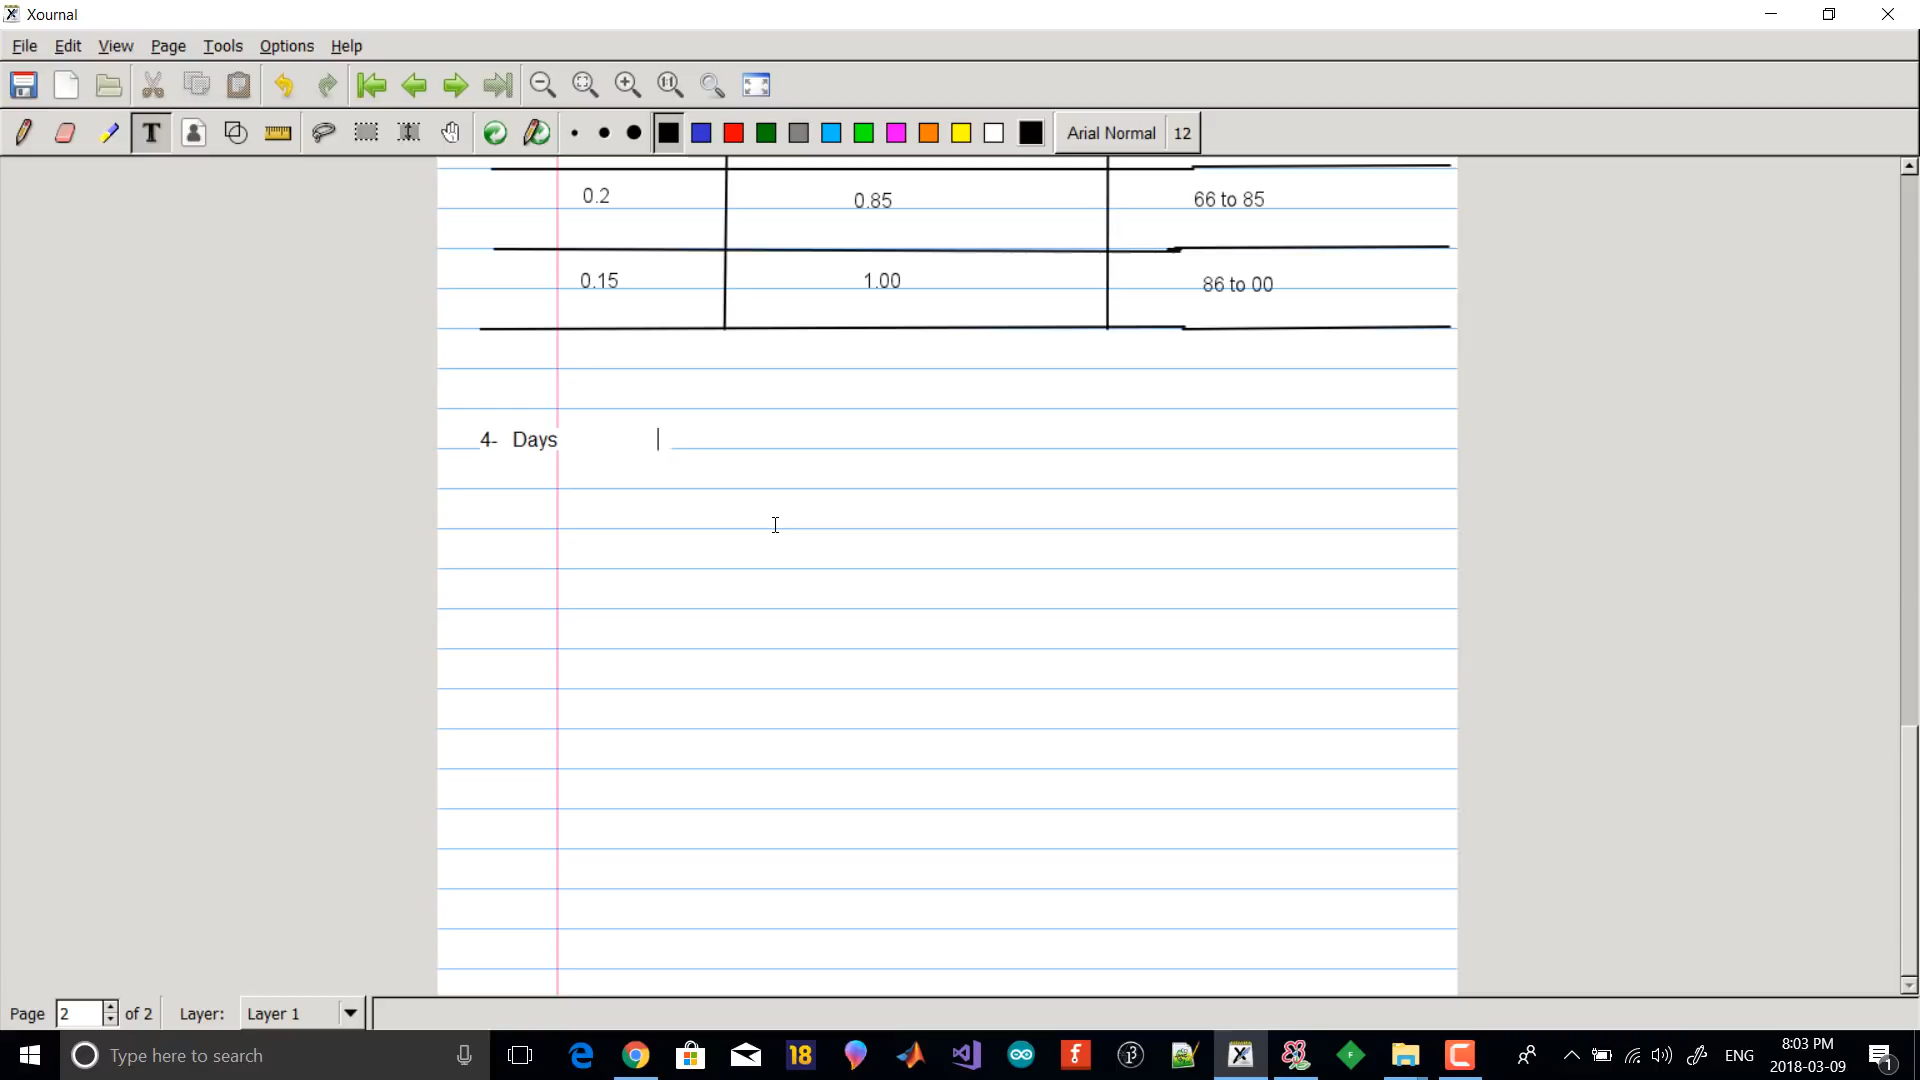 Xournal
File Edit View Page Tools Options Help
Arial Normal 12
0.2 0.85 66 to 85
0.15 1.00 86 to 00
4- Days
Page 2 of 2 Layer: Layer 1
Type here to search 18 ENG 8:03 PM
2018-03-09 1